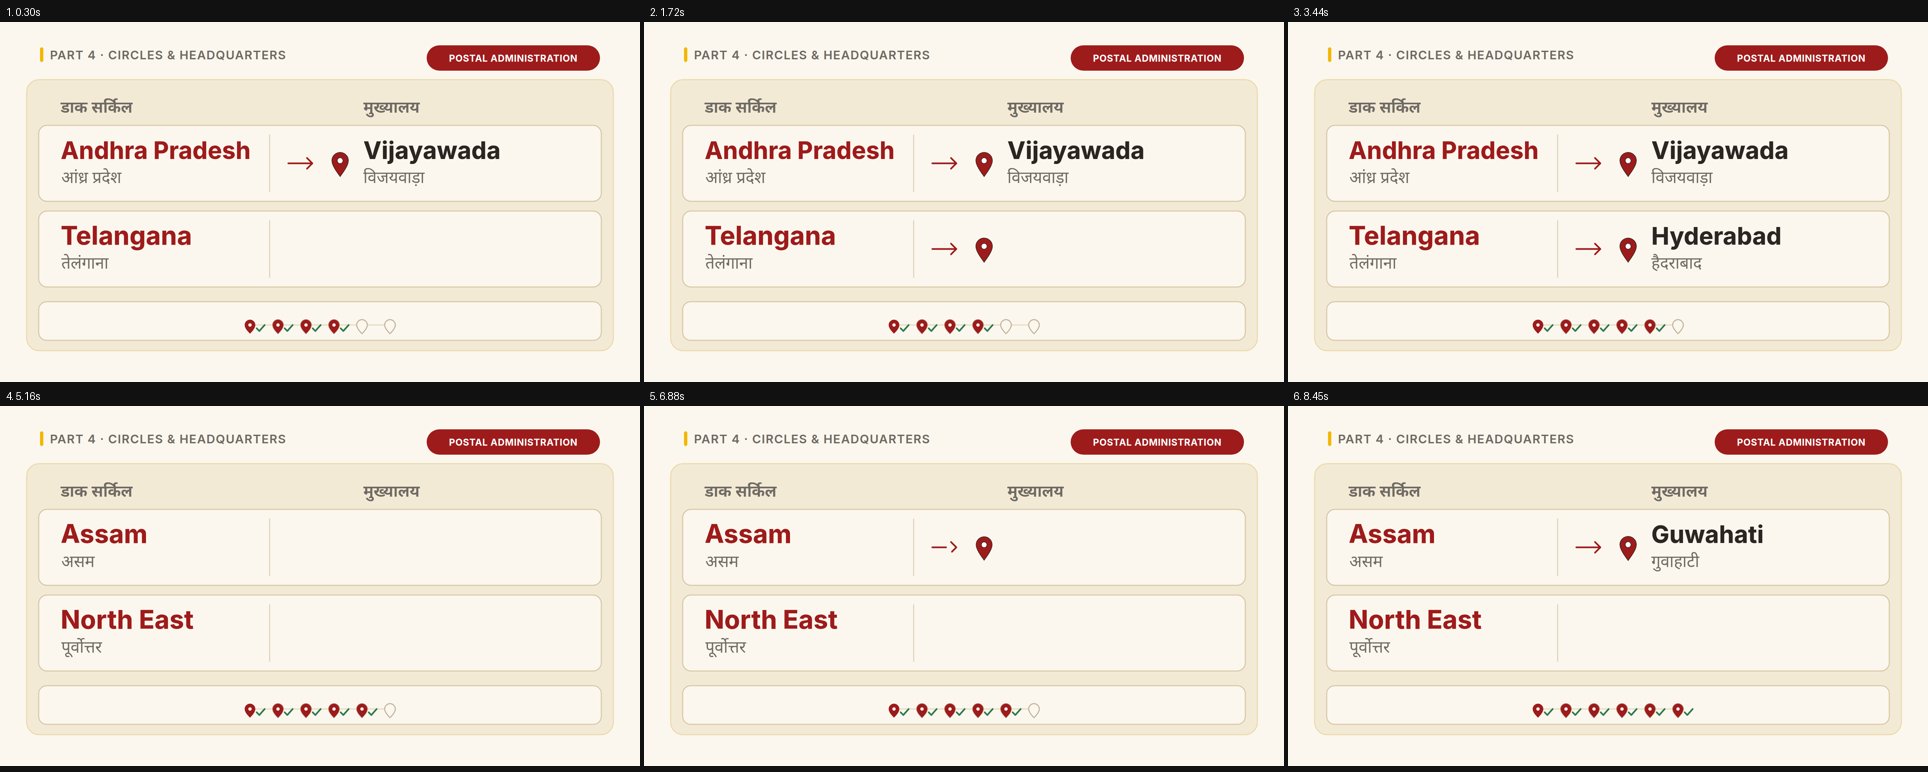 1. 0.30s
PART 4 · CIRCLES & HEADQUARTERS
POSTAL ADMINISTRATION
डाक सर्किल मुख्यालय
Andhra Pradesh Vijayawada
आंध्र प्रदेश विजयवाड़ा
Telangana
तेलंगाना
2. 1.72s
PART 4 · CIRCLES & HEADQUARTERS
POSTAL ADMINISTRATION
डाक सर्किल मुख्यालय
Andhra Pradesh Vijayawada
आंध्र प्रदेश विजयवाड़ा
Telangana
तेलंगाना
3. 3.44s
PART 4 · CIRCLES & HEADQUARTERS
POSTAL ADMINISTRATION
डाक सर्किल मुख्यालय
Andhra Pradesh Vijayawada
आंध्र प्रदेश विजयवाड़ा
Telangana Hyderabad
तेलंगाना हैदराबाद
4. 5.16s
PART 4 · CIRCLES & HEADQUARTERS
POSTAL ADMINISTRATION
डाक सर्किल मुख्यालय
Assam
असम
North East
पूर्वोत्तर
5. 6.88s
PART 4 · CIRCLES & HEADQUARTERS
POSTAL ADMINISTRATION
डाक सर्किल मुख्यालय
Assam
असम
North East
पूर्वोत्तर
6. 8.45s
PART 4 · CIRCLES & HEADQUARTERS
POSTAL ADMINISTRATION
डाक सर्किल मुख्यालय
Assam Guwahati
असम गुवाहाटी
North East
पूर्वोत्तर